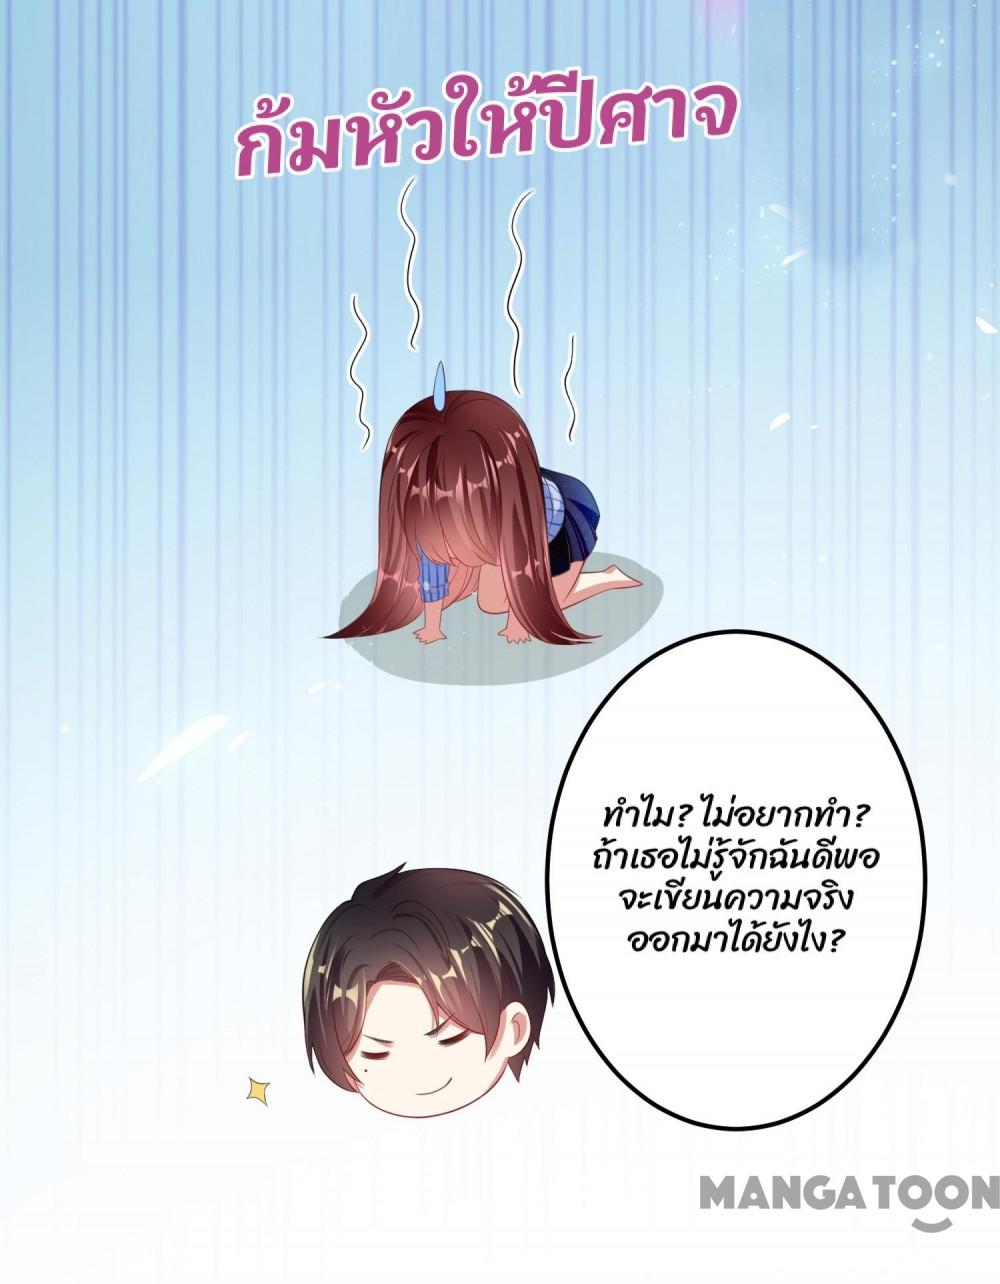 ก้มหัวให้ปีศาจ
ทำไม? ไม่อยากทำ?
ถ้าเธอไม่รู้จักฉันดีพอ
จะเขียนความจริง
ออกมาได้ยังไง?
MANGATOON